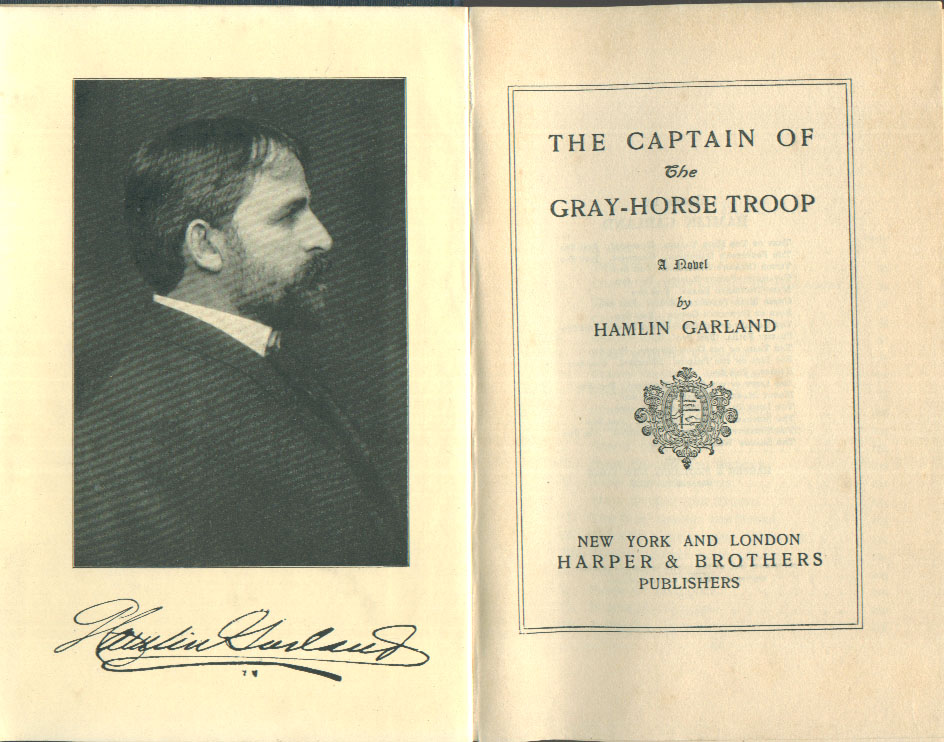 Hamlin Garland
THE CAPTAIN OF
The
GRAY-HORSE TROOP
A Novel
by
HAMLIN GARLAND
NEW YORK AND LONDON
HARPER & BROTHERS
PUBLISHERS